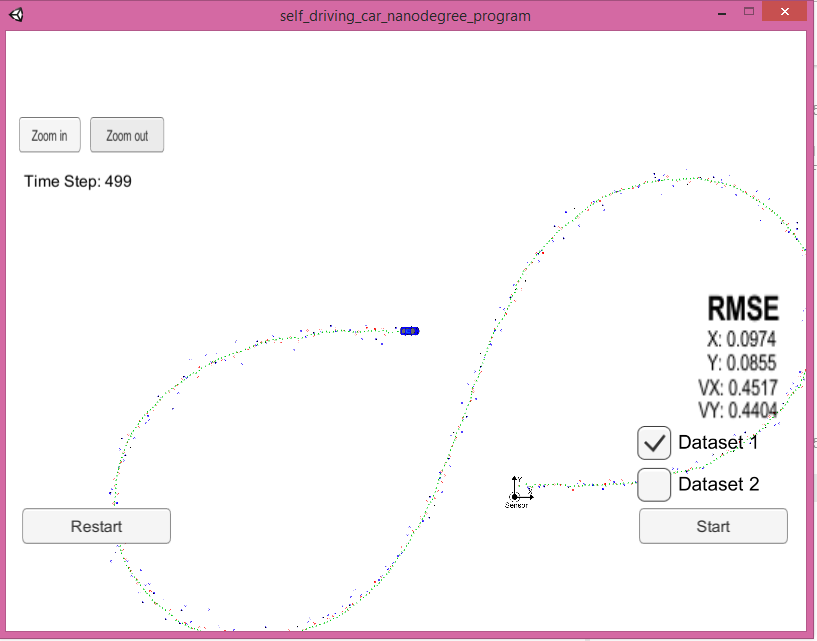 self_driving_car_nanodegree_program
Zoom in
Zoom out
Time Step: 499
RMSE
X: 0.0974
Y: 0.0855
VX: 0.4517
VY: 0.4404
Dataset 1
Y
X
Sensor
Dataset 2
Restart
Start